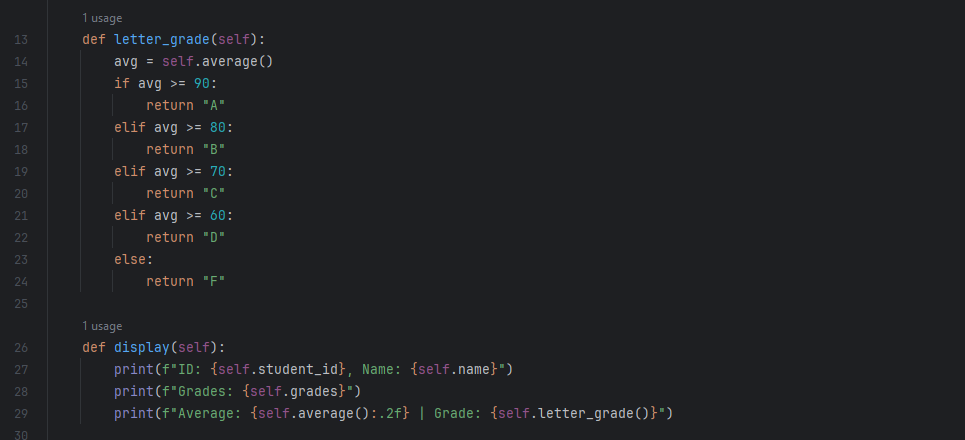 1 usage
13 def letter_grade(self):
14 avg = self.average()
15 if avg >= 90:
16 return "A"
17 elif avg >= 80:
18 return "B"
19 elif avg >= 70:
20 return "C"
21 elif avg >= 60:
22 return "D"
23 else:
24 return "F"
25
1 usage
26 def display(self):
27 print(f"ID: {self.student_id}, Name: {self.name}")
28 print(f"Grades: {self.grades}")
29 print(f"Average: {self.average():.2f} | Grade: {self.letter_grade()}")
30